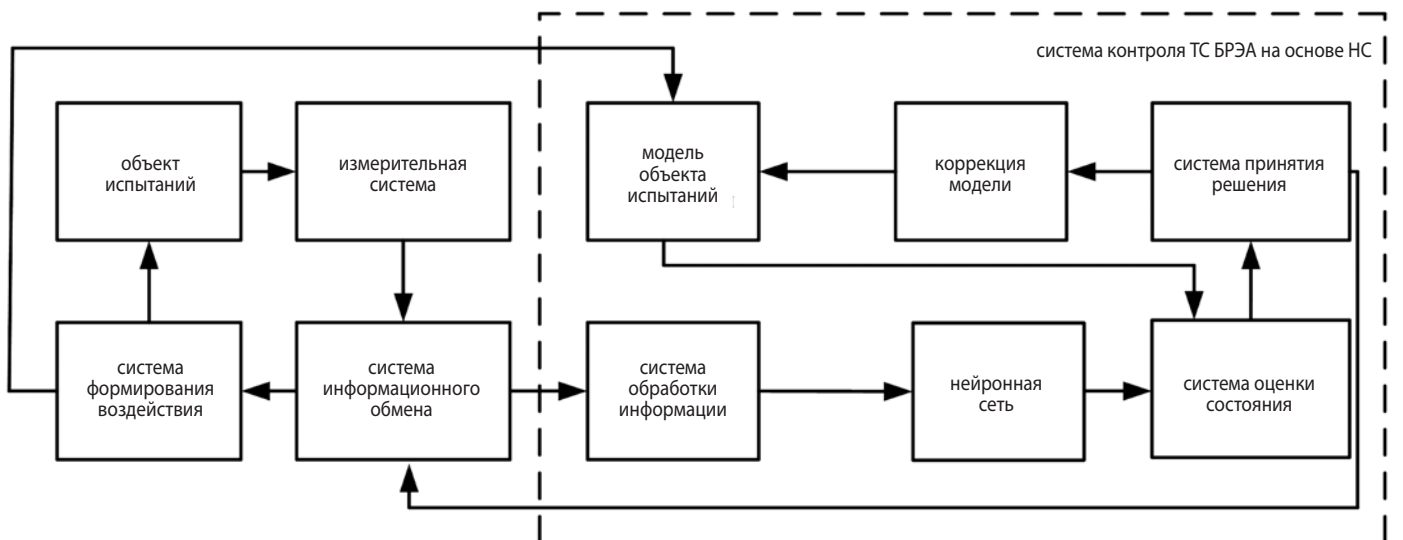 система контроля ТС БРЭА на основе НС
объект
испытаний
измерительная
система
модель
объекта
испытаний
коррекция
модели
система принятия
решения
система
формирования
воздействия
система
информационного
обмена
система
обработки
информации
нейронная
сеть
система оценки
состояния